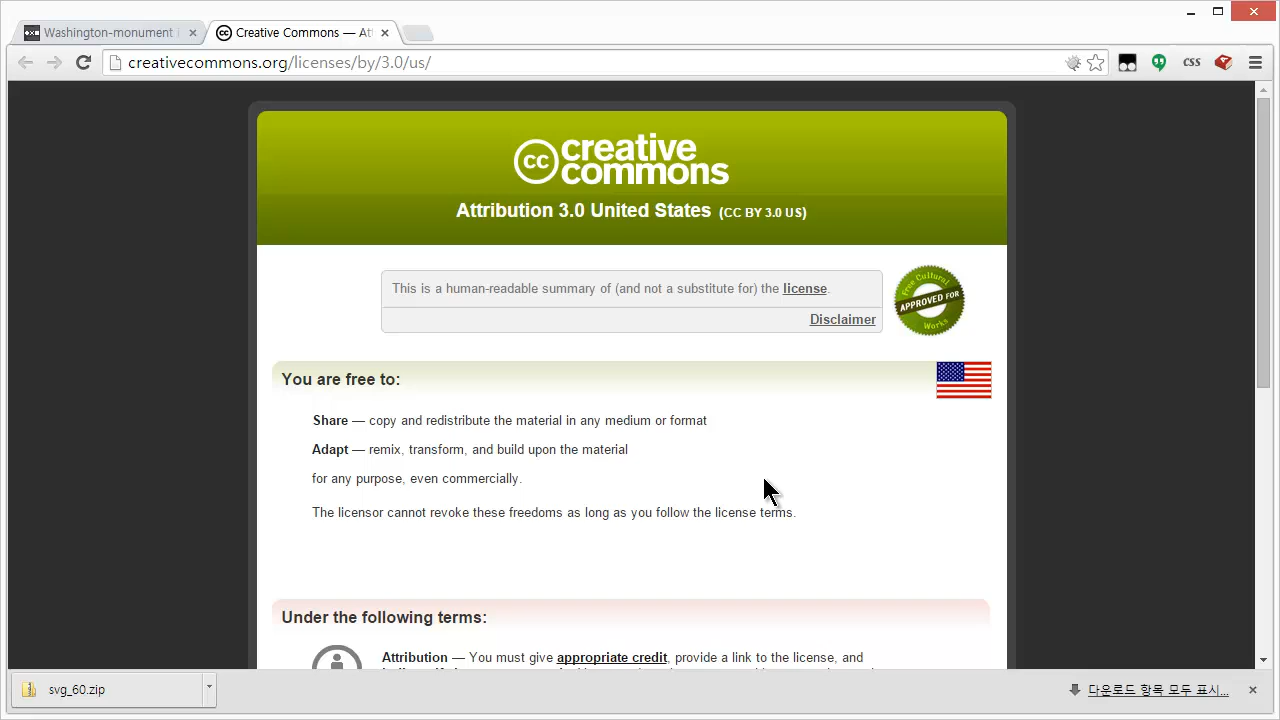 Washington-monument
Creative Commons — At
creativecommons.org/licenses/by/3.0/us/
css
cc creative commons
Attribution 3.0 United States (CC BY 3.0 US)
This is a human-readable summary of (and not a substitute for) the license.
Disclaimer
Free Cultural
APPROVED FOR
Works
You are free to:
Share — copy and redistribute the material in any medium or format
Adapt — remix, transform, and build upon the material
for any purpose, even commercially.
The licensor cannot revoke these freedoms as long as you follow the license terms.
Under the following terms:
Attribution — You must give appropriate credit, provide a link to the license, and
svg_60.zip
다운로드 항목 모두 표시...